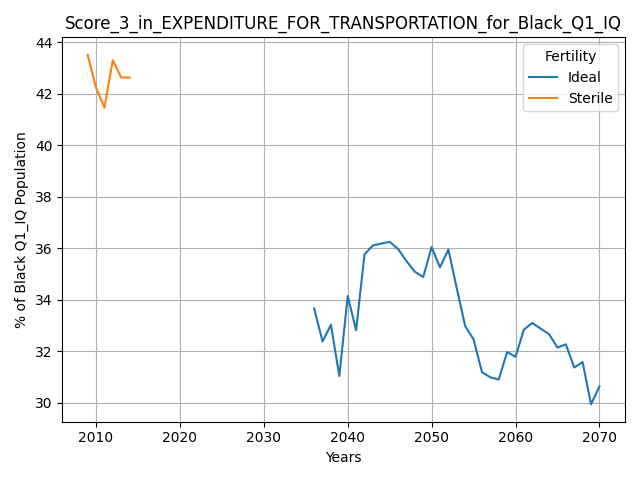 Score_3_in_EXPENDITURE_FOR_TRANSPORTATION_for_Black_Q1_IQ
Fertility
Ideal
Sterile
% of Black Q1_IQ Population
44
42
40
38
36
34
32
30
2010
2020
2030
2040
2050
2060
2070
Years